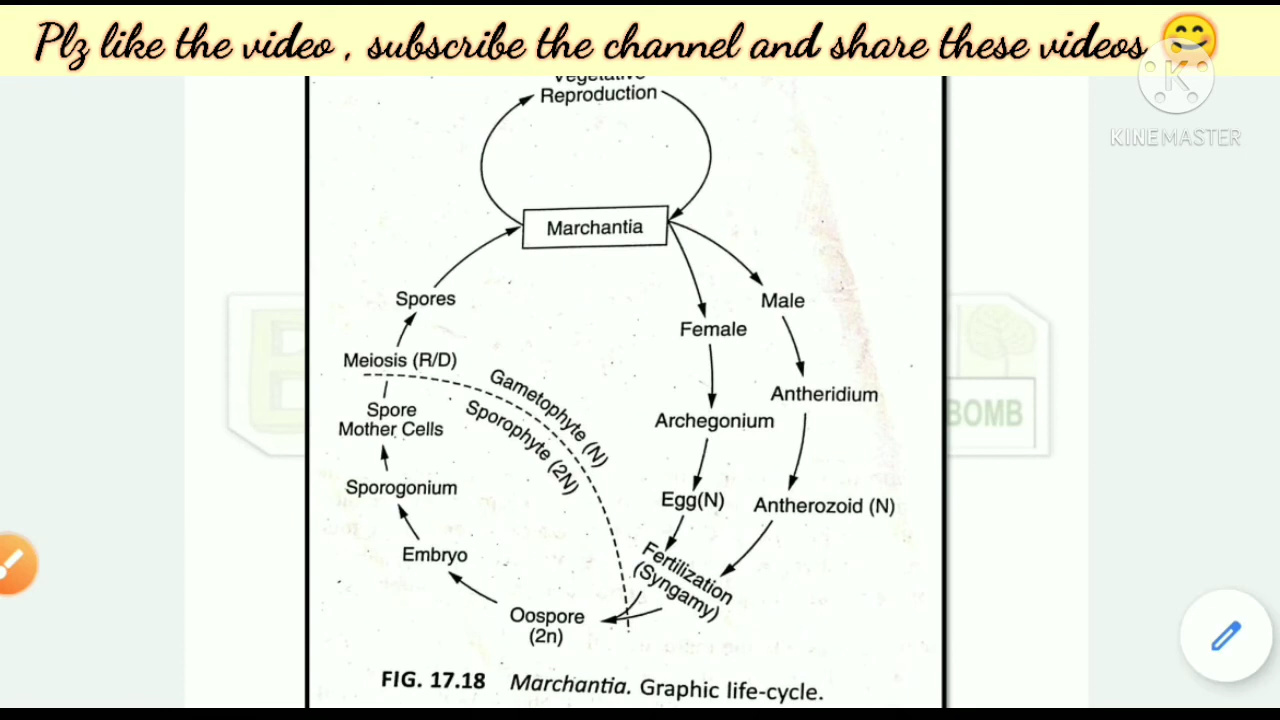 Plz like the video , subscribe the channel and share these videos 😊
K
KINEMASTER
Vegetative
Reproduction
Marchantia
Spores
Male
Female
Meiosis (R/D)
Gametophyte (N)
Sporophyte (2N)
Antheridium
Spore
Mother Cells
Archegonium
BOMB
Sporogonium
Egg(N)
Antherozoid (N)
Embryo
Fertilization
(Syngamy)
Oospore
(2n)
FIG. 17.18 Marchantia. Graphic life-cycle.